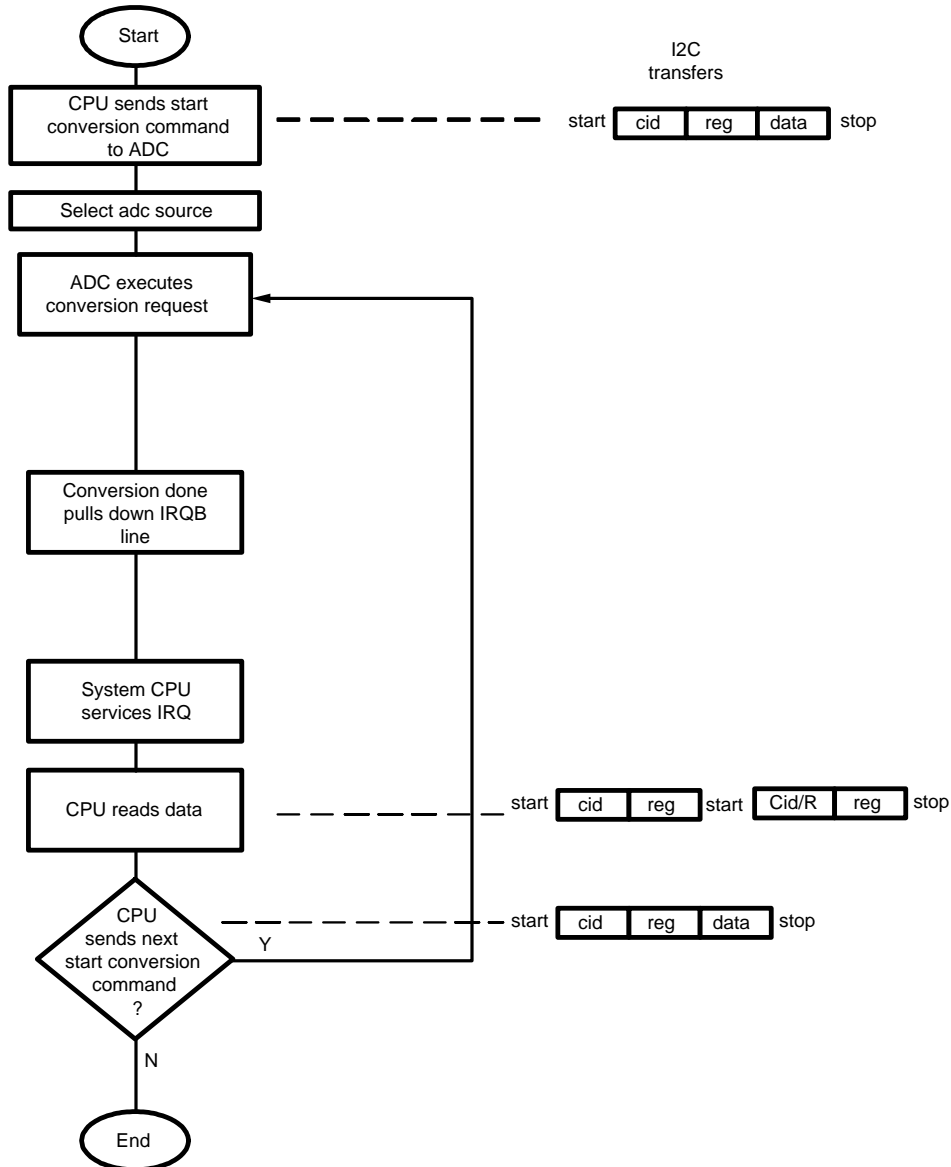 Start
I2C
transfers
CPU sends start
conversion command
to ADC
start cid reg data stop
Select adc source
ADC executes
conversion request
Conversion done
pulls down IRQB
line
System CPU
services IRQ
CPU reads data
start cid reg start Cid/R reg stop
CPU
sends next
start conversion
command
?
start cid reg data stop
Y
N
End